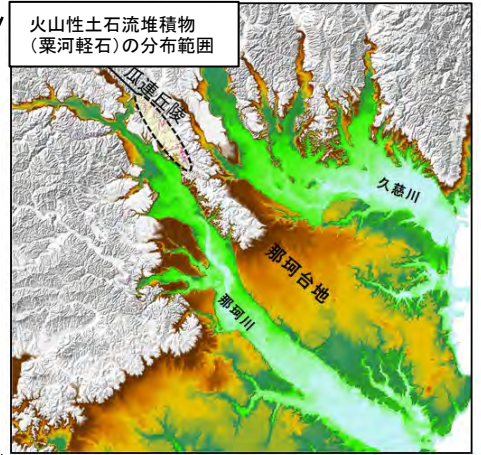 火山性土石流堆積物
(粟河軽石)の分布範囲
瓜連丘陵
久慈川
那珂台地
那珂川